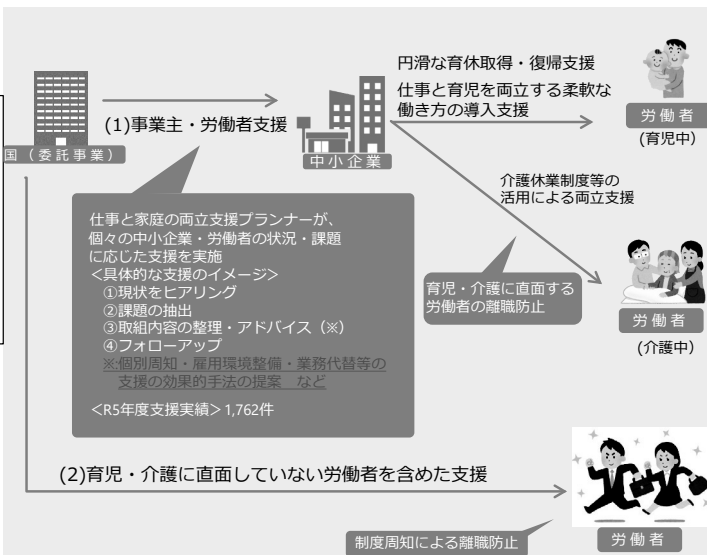 円滑な育休取得・復帰支援
仕事と育児を両立する柔軟な
働き方の導入支援
(1)事業主・労働者支援
国（委託事業）
中小企業
労働者
(育児中)
介護休業制度等の
活用による両立支援
仕事と家庭の両立支援プランナーが、
個々の中小企業・労働者の状況・課題
に応じた支援を実施
＜具体的な支援のイメージ＞
①現状をヒアリング
②課題の抽出
③取組内容の整理・アドバイス（※）
④フォローアップ
※:個別周知・雇用環境整備・業務代替等の
支援の効果的手法の提案　など
＜R5年度支援実績＞1,762件
育児・介護に直面する
労働者の離職防止
労働者
(介護中)
(2)育児・介護に直面していない労働者を含めた支援
制度周知による離職防止
労働者